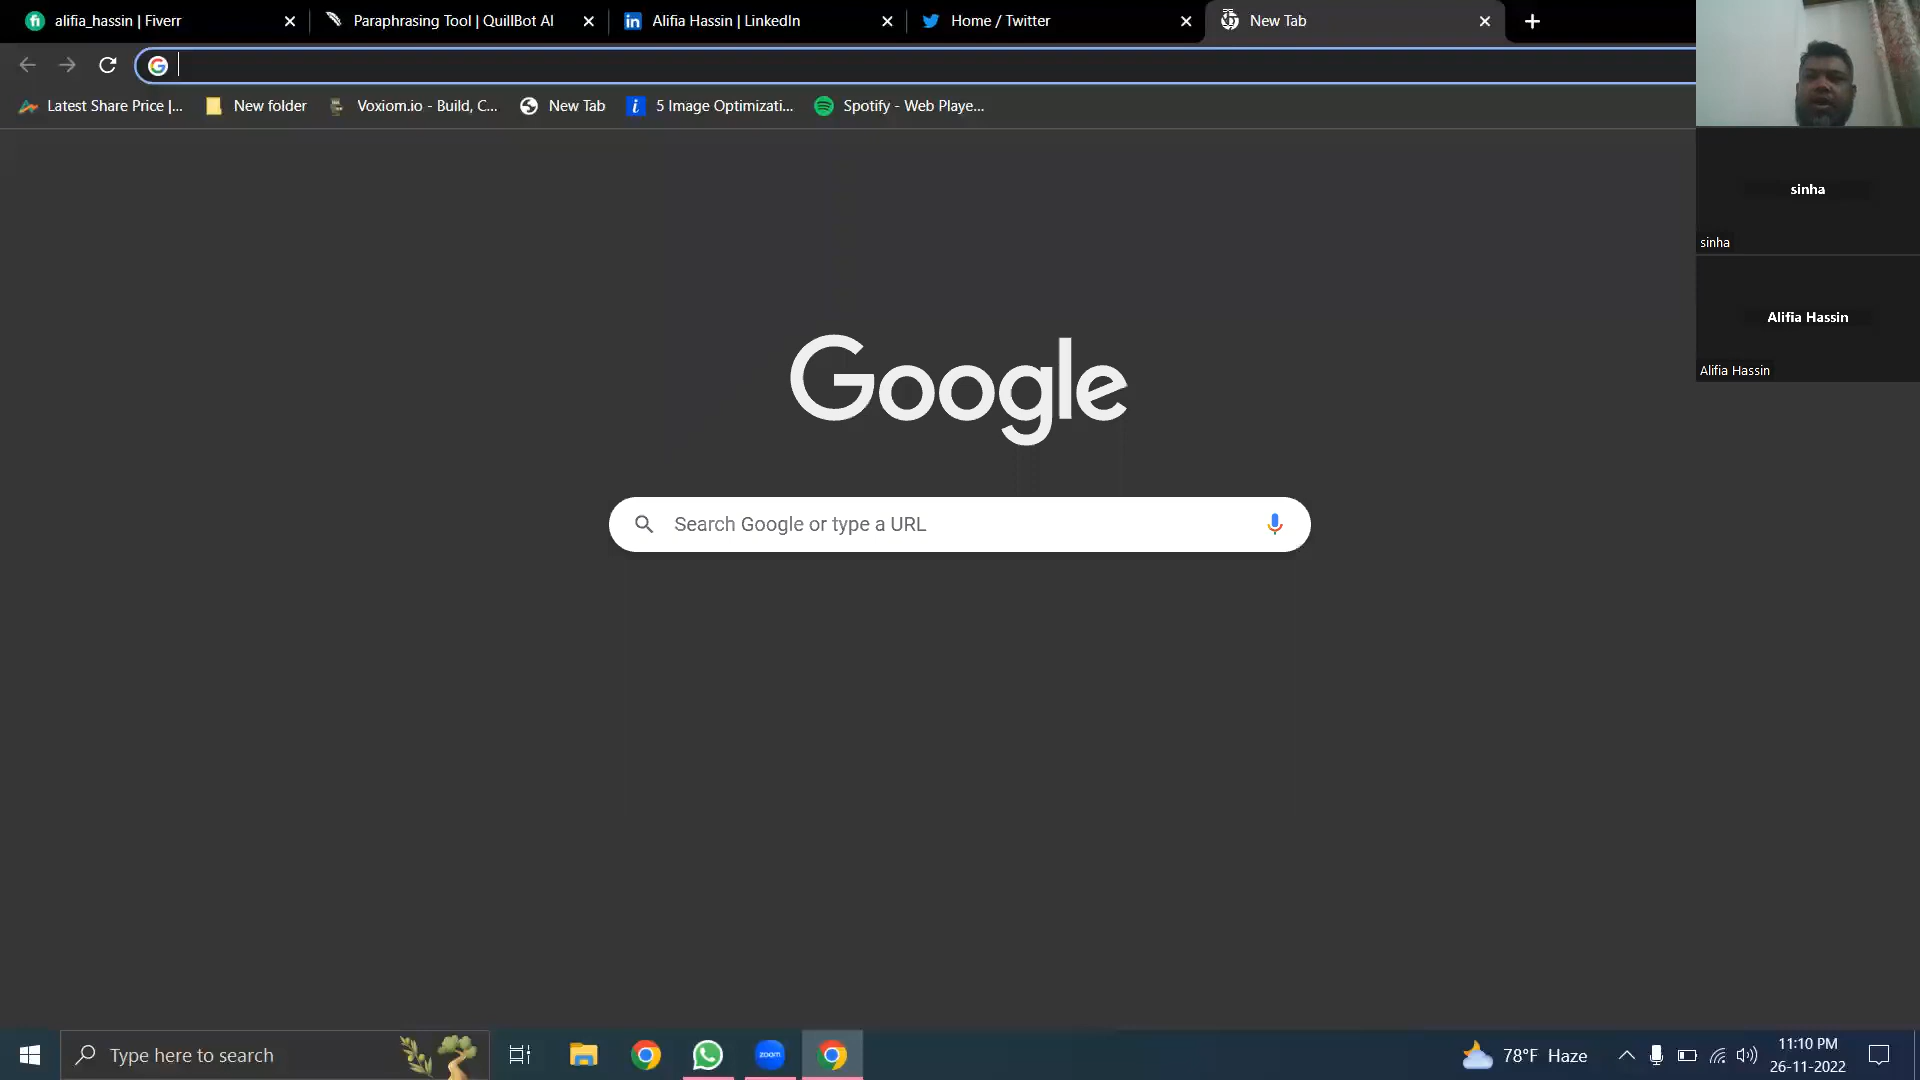 alifia_hassin | Fiverr
Paraphrasing Tool | QuillBot AI
Alifia Hassin | LinkedIn
Home / Twitter
New Tab
Latest Share Price |...
New folder
Voxiom.io - Build, C...
New Tab
5 Image Optimizati...
Spotify - Web Playe...
sinha
sinha
Alifia Hassin
Alifia Hassin
Google
Search Google or type a URL
Type here to search
zoom
78°F Haze
11:10 PM
26-11-2022